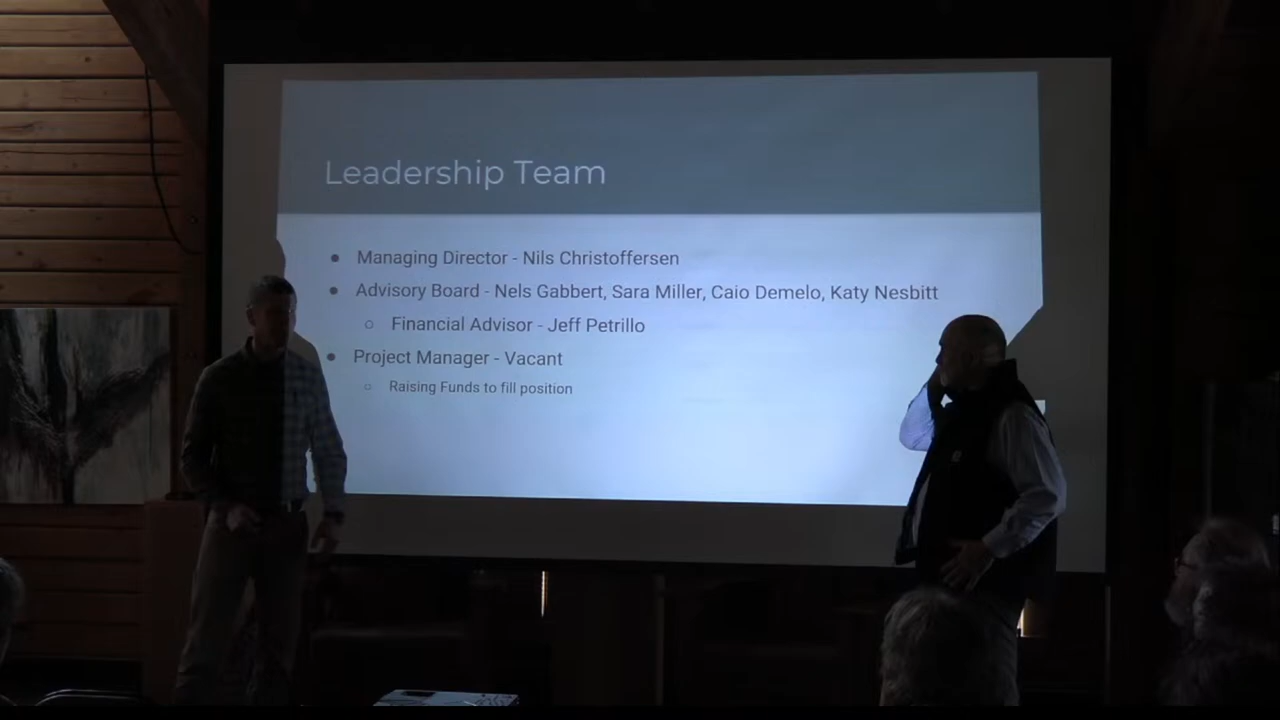 Leadership Team
● Managing Director - Nils Christoffersen
● Advisory Board - Nels Gabbert, Sara Miller, Caio Demelo, Katy Nesbitt
○ Financial Advisor - Jeff Petrillo
● Project Manager - Vacant
○ Raising Funds to fill position